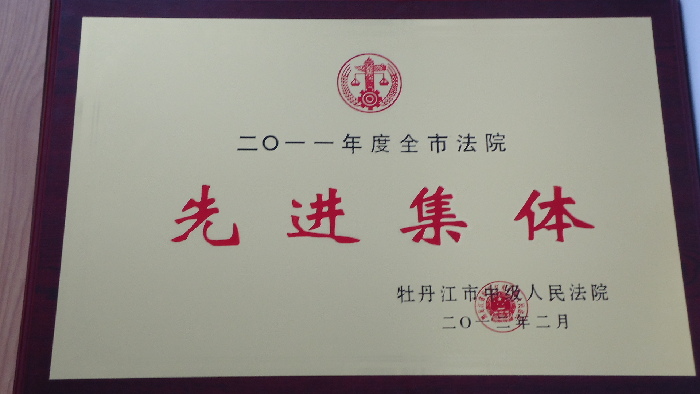 二〇一一年度全市法院
先进集体
牡丹江市中级人民法院
二〇一二年二月